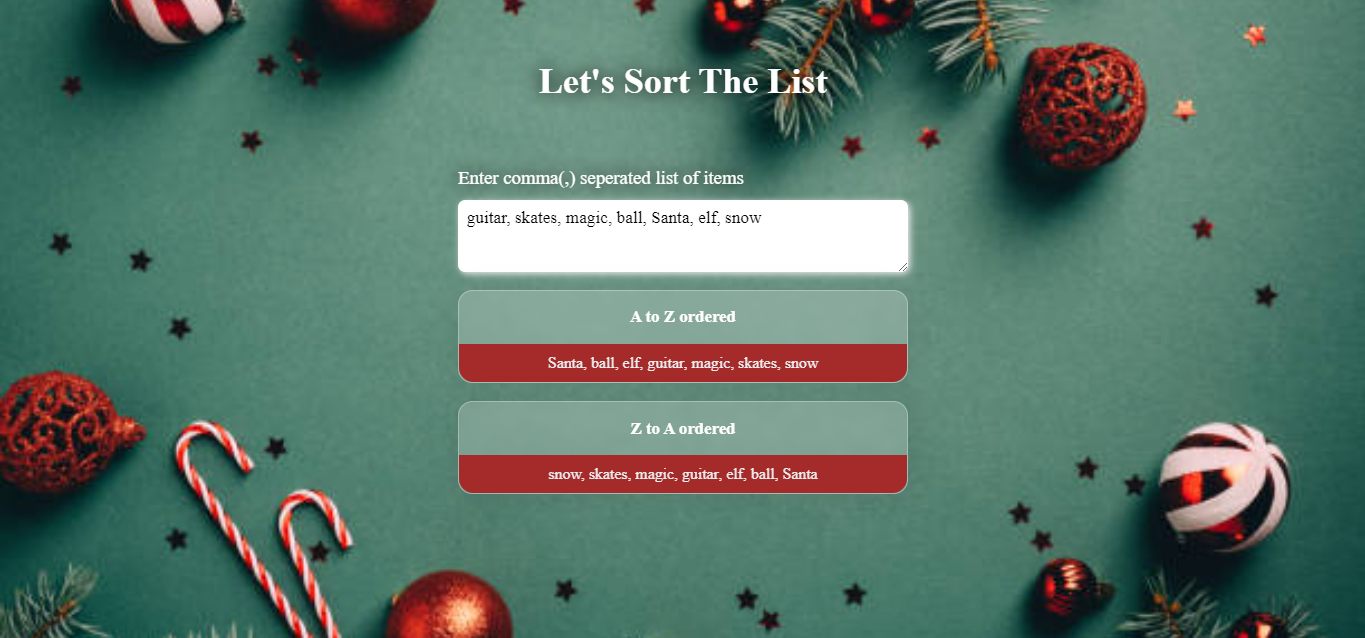 Let's Sort The List
Enter comma(,) seperated list of items
guitar, skates, magic, ball, Santa, elf, snow
A to Z ordered
Santa, ball, elf, guitar, magic, skates, snow
Z to A ordered
snow, skates, magic, guitar, elf, ball, Santa